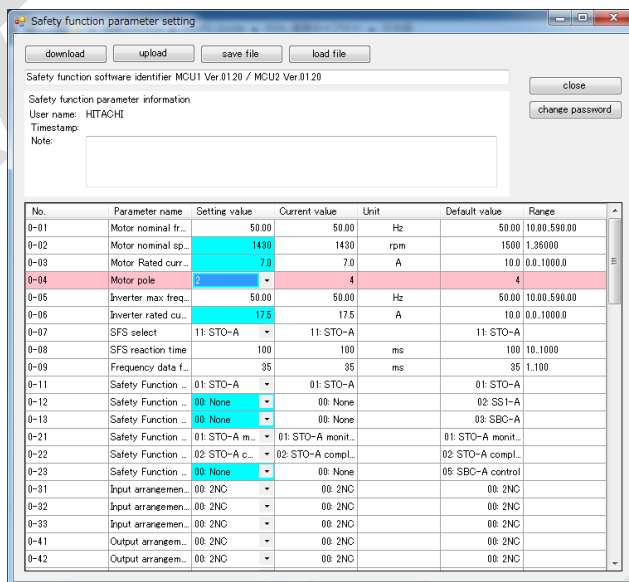 Safety function parameter setting
download upload save file load file
Safety function software identifier MCU1 Ver.01.20 / MCU2 Ver.01.20
close
Safety function parameter information
change password
User name: HITACHI
Timestamp:
Note:
No. Parameter name Setting value Current value Unit Default value Range
0-01 Motor nominal fr... 50.00 50.00 Hz 50.00 10.00..590.00
0-02 Motor nominal sp... 1430 1430 rpm 1500 1..36000
0-03 Motor Rated curr... 7.0 7.0 A 10.0 0.0..1000.0
0-04 Motor pole 2 4 4
0-05 Inverter max freq... 50.00 50.00 Hz 50.00 10.00..590.00
0-06 Inverter rated cu... 17.5 17.5 A 10.0 0.0..1000.0
0-07 SFS select 11: STO-A 11: STO-A 11: STO-A
0-08 SFS reaction time 100 100 ms 100 10..1000
0-09 Frequency data f... 35 35 ms 35 1..100
0-11 Safety Function ... 01: STO-A 01: STO-A 01: STO-A
0-12 Safety Function ... 00: None 00: None 02: SS1-A
0-13 Safety Function ... 00: None 00: None 03: SBC-A
0-21 Safety Function ... 01: STO-A m... 01: STO-A monit... 01: STO-A monit...
0-22 Safety Function ... 02: STO-A c... 02: STO-A compl... 02: STO-A compl...
0-23 Safety Function ... 00: None 00: None 05: SBC-A control
0-31 Input arrangemen... 00: 2NC 00: 2NC 00: 2NC
0-32 Input arrangemen... 00: 2NC 00: 2NC 00: 2NC
0-33 Input arrangemen... 00: 2NC 00: 2NC 00: 2NC
0-41 Output arrangem... 00: 2NC 00: 2NC 00: 2NC
0-42 Output arrangem... 00: 2NC 00: 2NC 00: 2NC